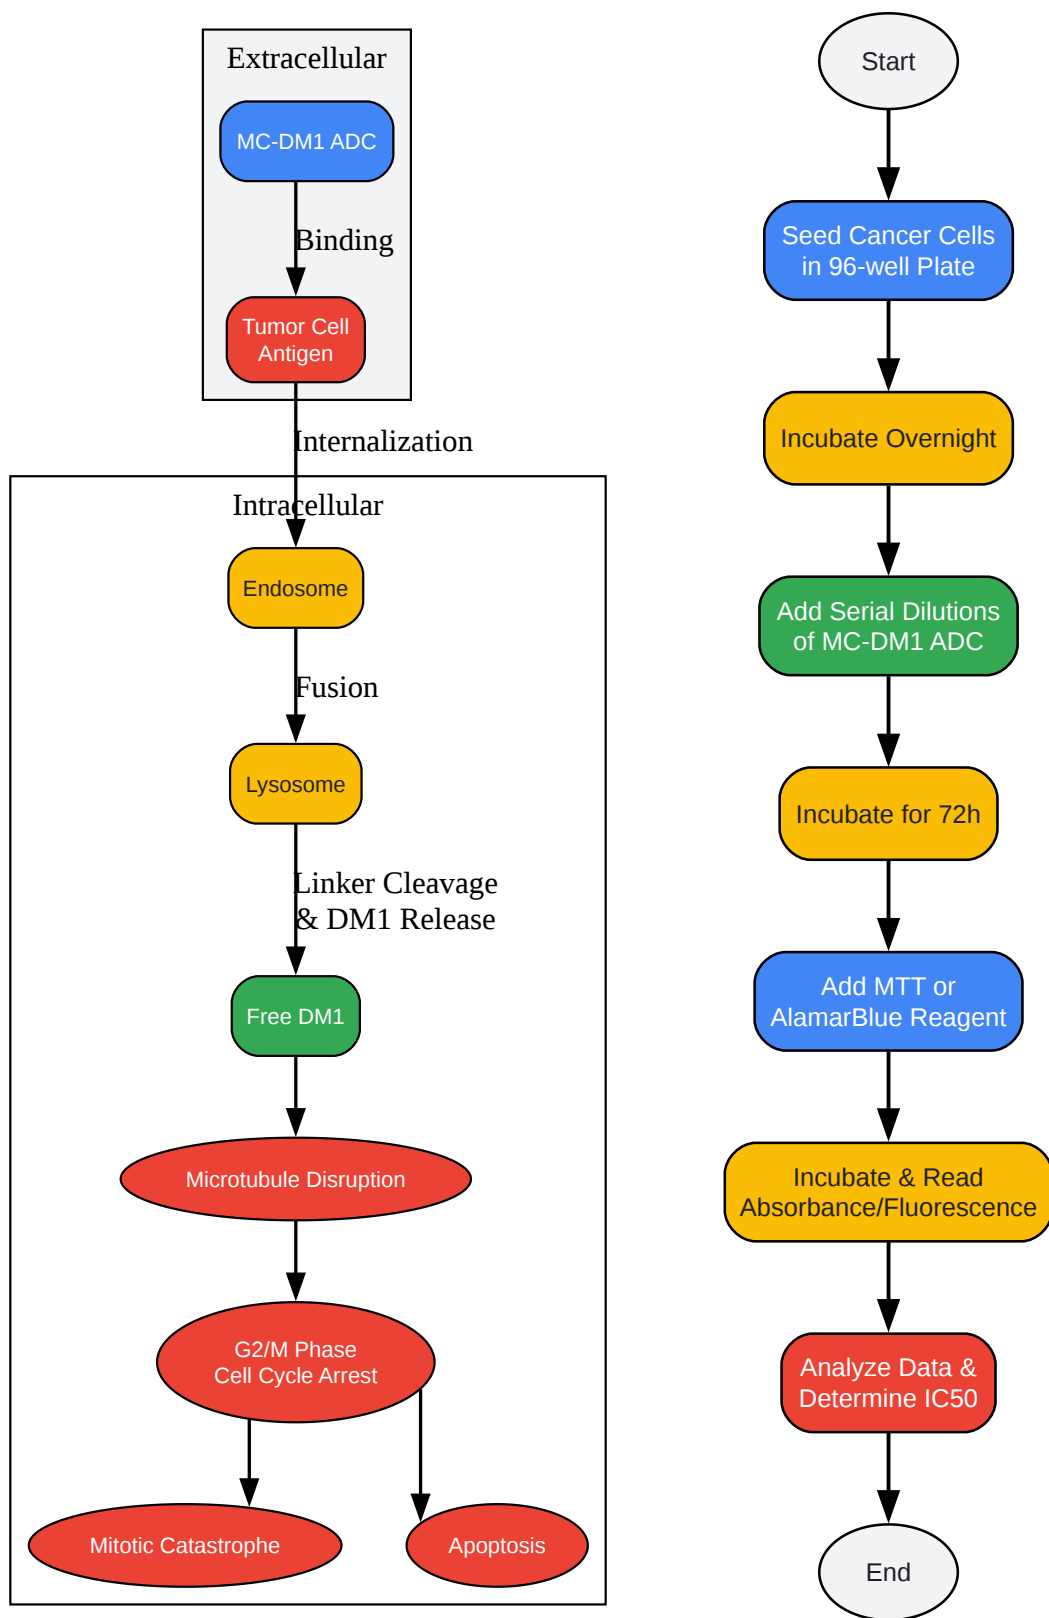 Extracellular
MC-DM1 ADC
Binding
Tumor Cell
Antigen
Internalization
Intracellular
Endosome
Fusion
Lysosome
Linker Cleavage
& DM1 Release
Free DM1
Microtubule Disruption
G2/M Phase
Cell Cycle Arrest
Mitotic Catastrophe
Apoptosis
Start
Seed Cancer Cells
in 96-well Plate
Incubate Overnight
Add Serial Dilutions
of MC-DM1 ADC
Incubate for 72h
Add MTT or
AlamarBlue Reagent
Incubate & Read
Absorbance/Fluorescence
Analyze Data &
Determine IC50
End